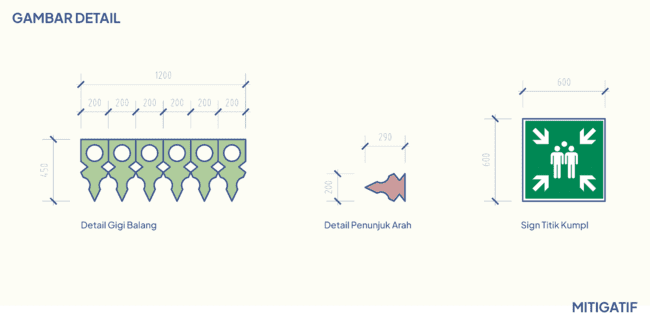 GAMBAR DETAIL
1200
200 200 200 200 200 200
450
Detail Gigi Balang
290
200
Detail Penunjuk Arah
600
600
Sign Titik Kumpl
MITIGATIF